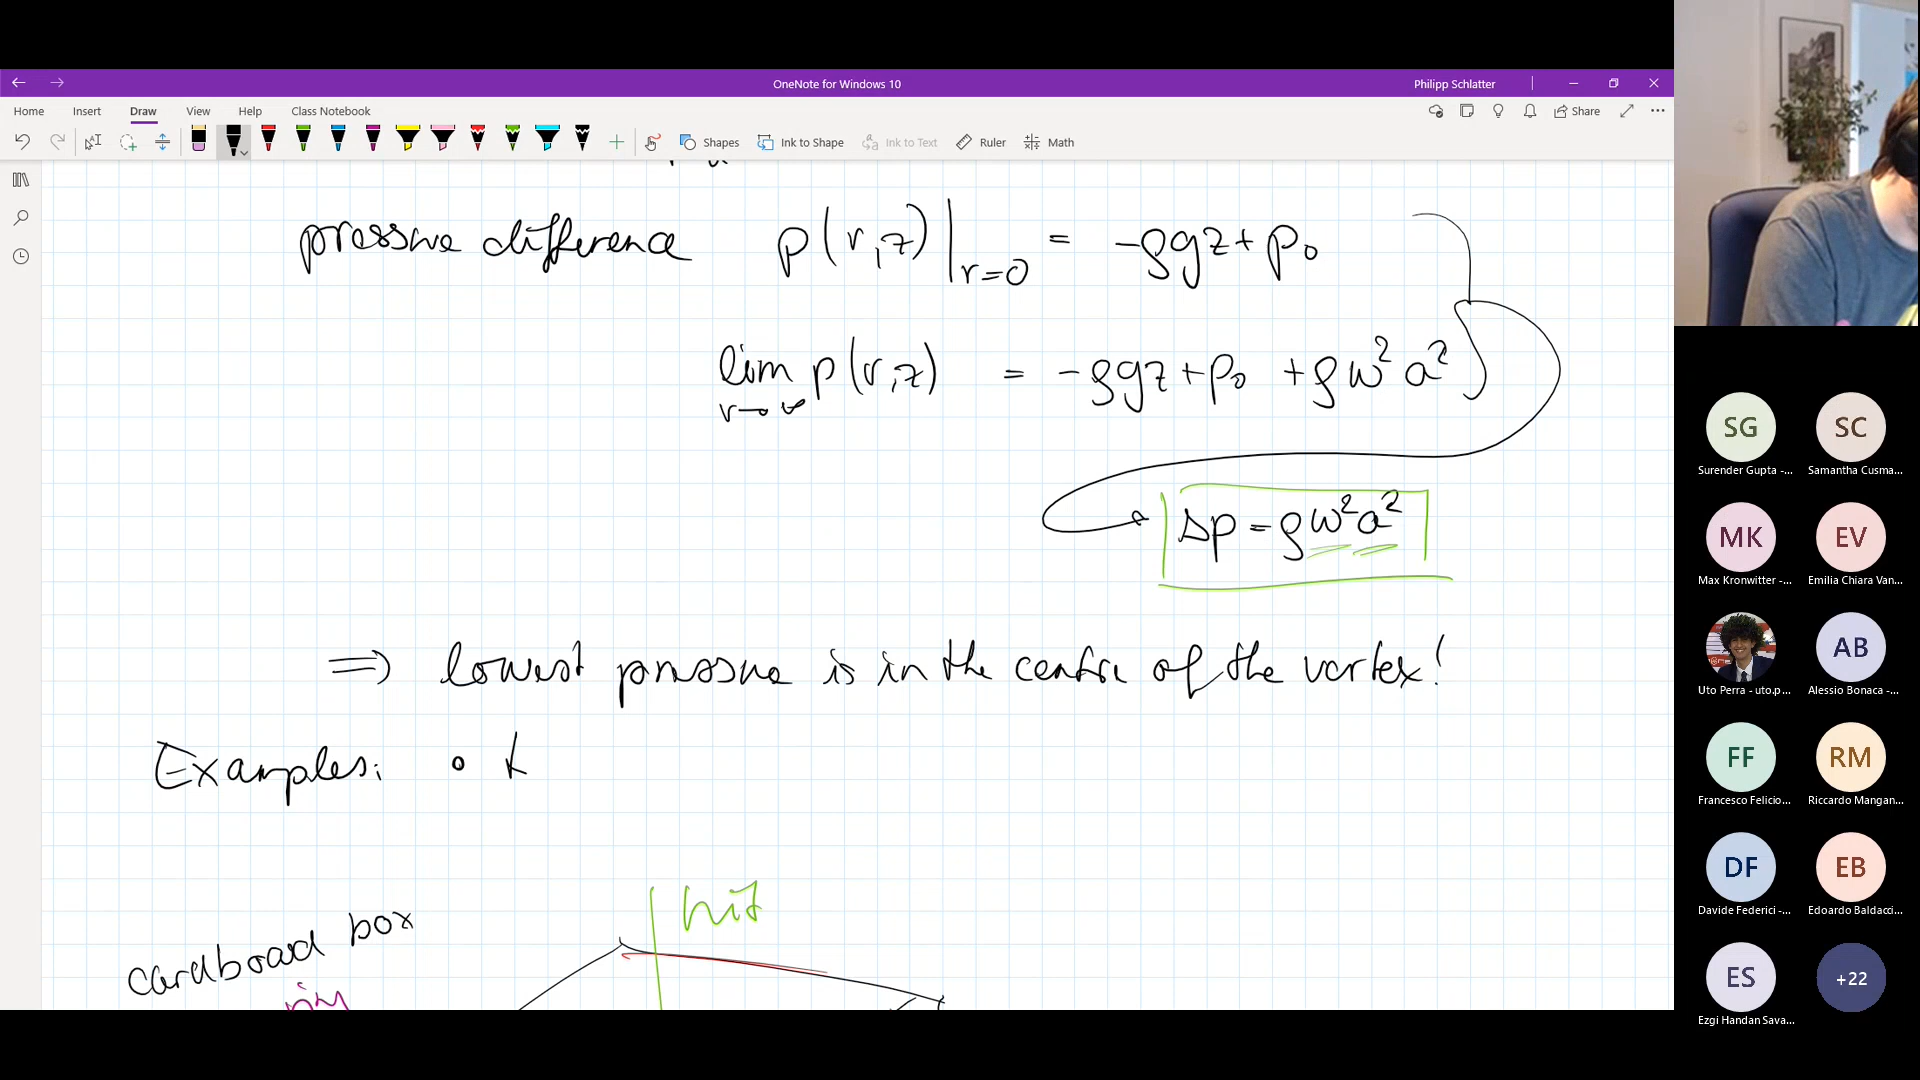 OneNote for Windows 10
Philipp Schlatter
Home Insert Draw View Help Class Notebook
Share
Shapes Ink to Shape Ink to Text Ruler Math
pressure difference p(r,z)|r=0 = -ρgz+p₀
lim r→∞ p(r,z) = -ρgz+p₀ +ρω²a²
Δp=ρω²a²
⇒ lowest pressure is in the centre of the vortex!
Examples:
hit
cardboard box
SG SC
Surender Gupta -... Samantha Cusma...
MK EV
Max Kronwitter -... Emilia Chiara Van...
AB
Uto Perra - uto.p... Alessio Bonaca -...
FF RM
Francesco Felicio... Riccardo Mangan...
DF EB
Davide Federici -... Edoardo Baldacci...
ES +22
Ezgi Handan Sava...